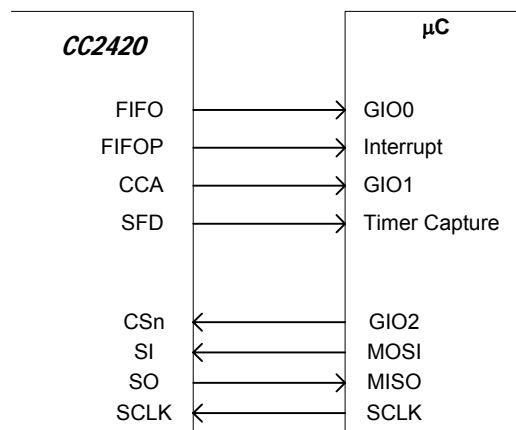 CC2420 µC
FIFO GIO0
FIFOP Interrupt
CCA GIO1
SFD Timer Capture
CSn GIO2
SI MOSI
SO MISO
SCLK SCLK